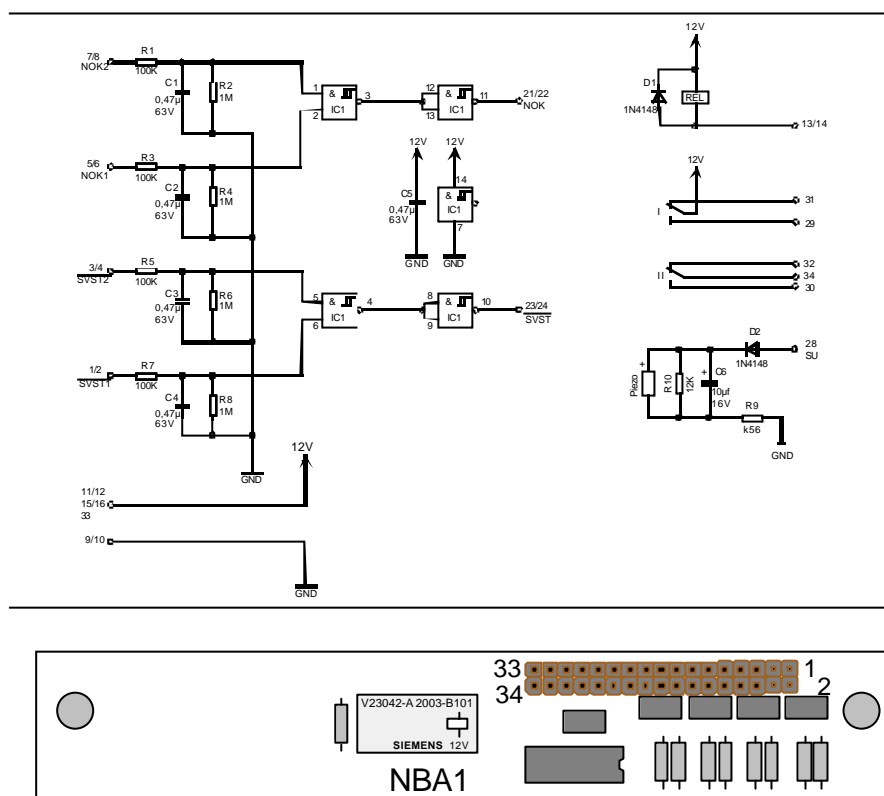 7/8
NOK2
R1
100K
C1
0,47µ
63V
R2
1M
1
2
&
IC1
3
12
13
&
IC1
11
21/22
NOK
5/6
NOK1
R3
100K
C2
0,47µ
63V
R4
1M
12V
C5
0,47µ
63V
GND
12V
14
&
IC1
7
GND
3/4
SVST2
R5
100K
C3
0,47µ
63V
R6
1M
5
6
&
IC1
4
8
9
&
IC1
10
23/24
SVST
1/2
SVST1
R7
100K
C4
0,47µ
63V
R8
1M
GND
12V
11/12
15/16
33
9/10
GND
12V
D1
1N4148
REL
13/14
12V
I
31
29
II
32
34
30
D2
1N4148
28
SU
Piezo
+
R10
12K
+
C6
10µf
16V
R9
k56
GND
33
34
1
2
V23042-A 2003-B101
SIEMENS 12V
NBA1